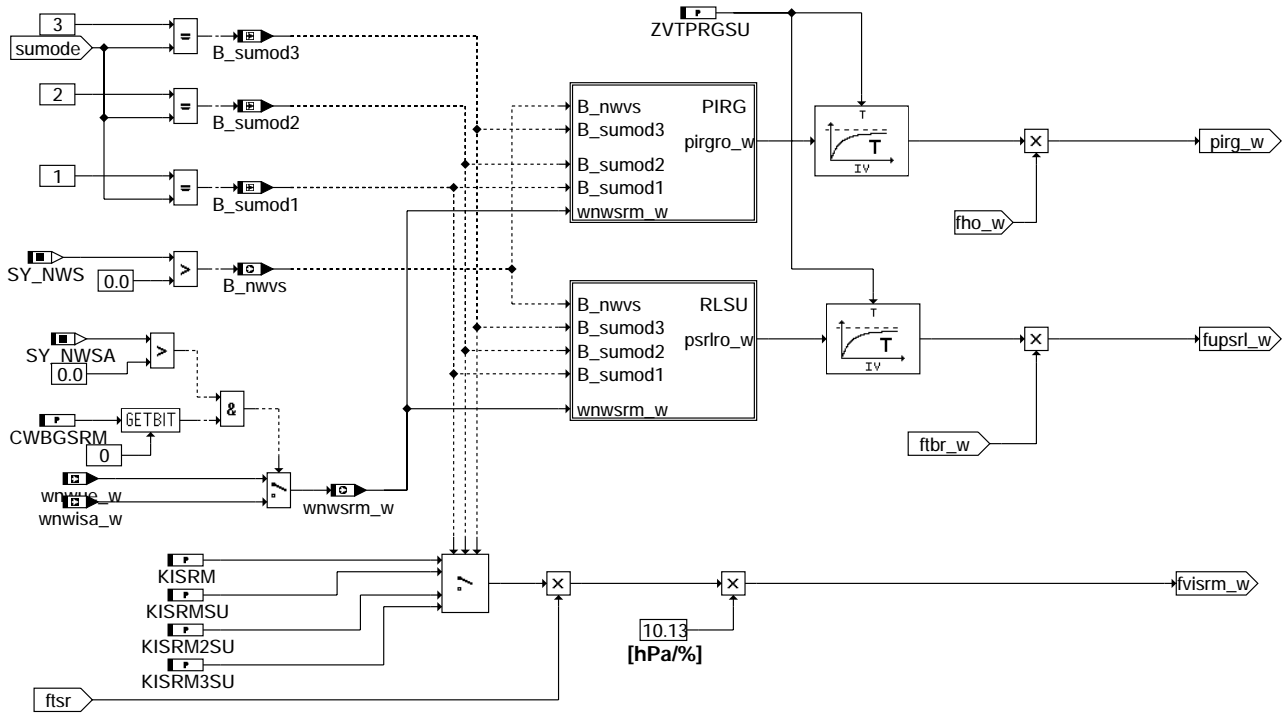 3
sumode
=
B_sumod3
2
=
B_sumod2
1
=
B_sumod1
SY_NWS
0.0
>
B_nwvs
SY_NWSA
0.0
>
&
P
CWBGSRM
GETBIT
0
wnwue_w
wnwisa_w
wnwsrm_w
P
KISRM
P
KISRMSU
P
KISRM2SU
P
KISRM3SU
ftsr
P
ZVTPRGSU
PIRG
B_nwvs
B_sumod3
pirgro_w
B_sumod2
B_sumod1
wnwsrm_w
T
T
IV
×
pirg_w
fho_w
RLSU
B_nwvs
B_sumod3
psrlro_w
B_sumod2
B_sumod1
wnwsrm_w
T
T
IV
×
fupsrl_w
ftbr_w
×
×
10.13
[hPa/%]
fvisrm_w